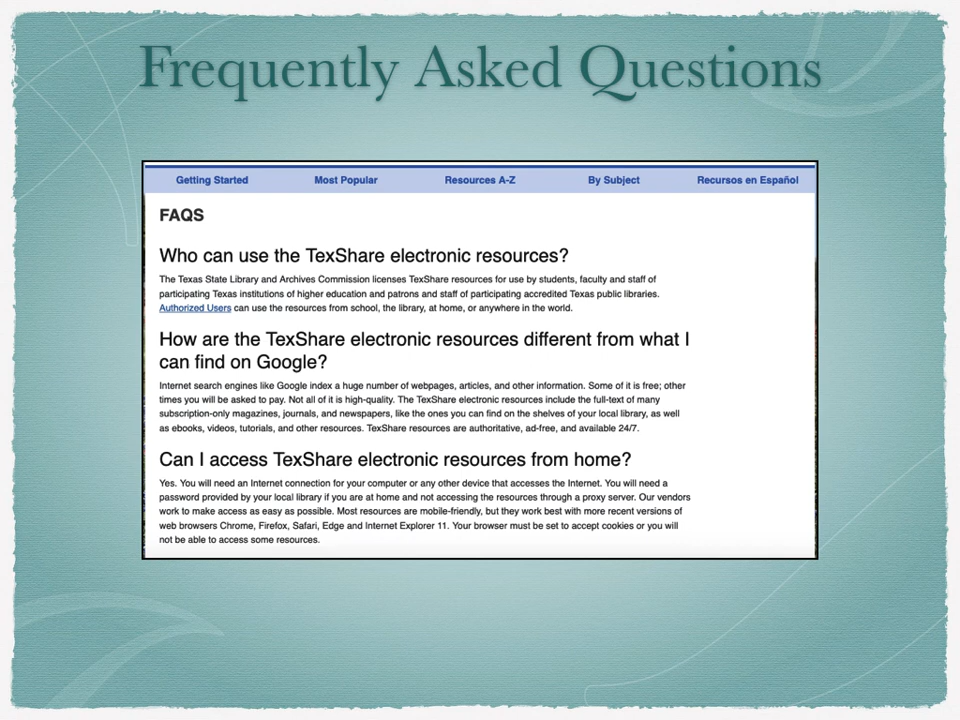 Frequently Asked Questions
Getting Started Most Popular Resources A-Z By Subject Recursos en Español
FAQS
Who can use the TexShare electronic resources?
The Texas State Library and Archives Commission licenses TexShare resources for use by students, faculty and staff of
participating Texas institutions of higher education and patrons and staff of participating accredited Texas public libraries.
Authorized Users can use the resources from school, the library, at home, or anywhere in the world.
How are the TexShare electronic resources different from what I
can find on Google?
Internet search engines like Google index a huge number of webpages, articles, and other information. Some of it is free; other
times you will be asked to pay. Not all of it is high-quality. The TexShare electronic resources include the full-text of many
subscription-only magazines, journals, and newspapers, like the ones you can find on the shelves of your local library, as well
as ebooks, videos, tutorials, and other resources. TexShare resources are authoritative, ad-free, and available 24/7.
Can I access TexShare electronic resources from home?
Yes. You will need an Internet connection for your computer or any other device that accesses the Internet. You will need a
password provided by your local library if you are at home and not accessing the resources through a proxy server. Our vendors
work to make access as easy as possible. Most resources are mobile-friendly, but they work best with more recent versions of
web browsers Chrome, Firefox, Safari, Edge and Internet Explorer 11. Your browser must be set to accept cookies or you will
not be able to access some resources.